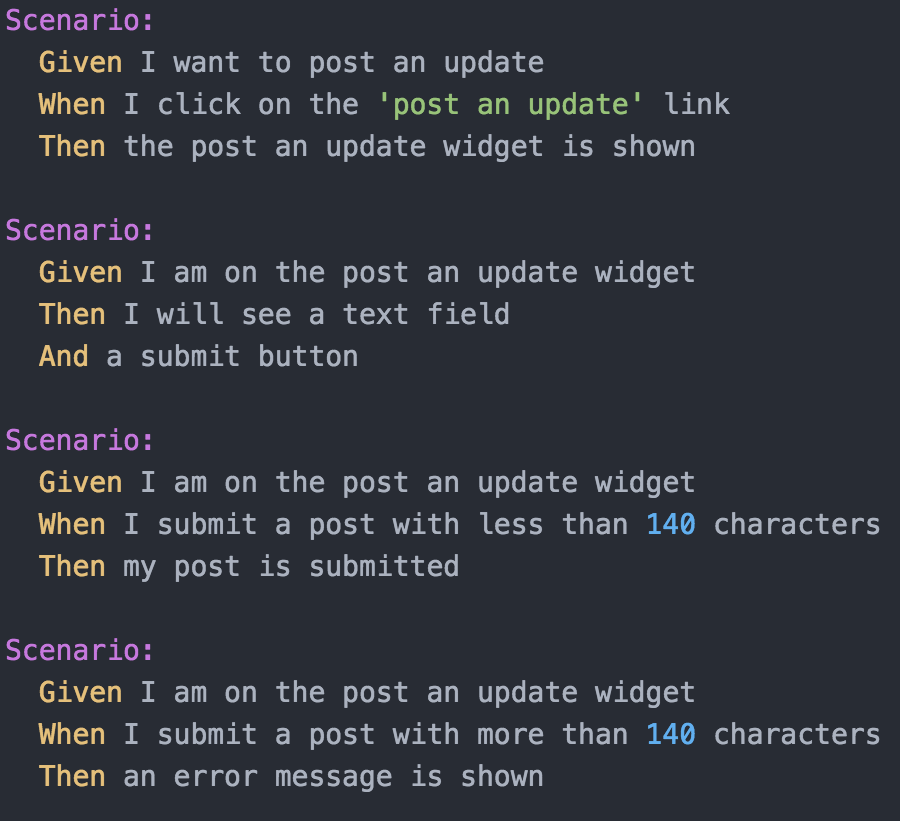 Scenario:
Given I want to post an update
When I click on the 'post an update' link
Then the post an update widget is shown
Scenario:
Given I am on the post an update widget
Then I will see a text field
And a submit button
Scenario:
Given I am on the post an update widget
When I submit a post with less than 140 characters
Then my post is submitted
Scenario:
Given I am on the post an update widget
When I submit a post with more than 140 characters
Then an error message is shown